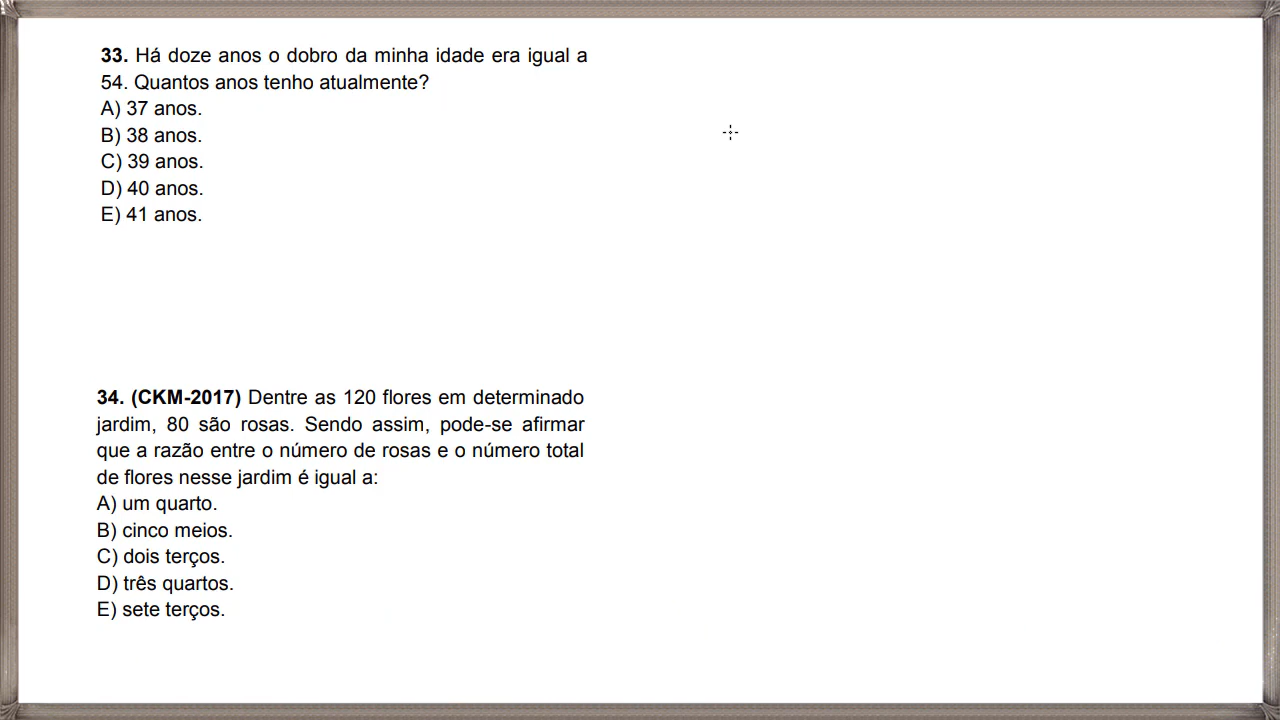 33. Há doze anos o dobro da minha idade era igual a
54. Quantos anos tenho atualmente?
A) 37 anos.
B) 38 anos.
C) 39 anos.
D) 40 anos.
E) 41 anos.
34. (CKM-2017) Dentre as 120 flores em determinado
jardim, 80 são rosas. Sendo assim, pode-se afirmar
que a razão entre o número de rosas e o número total
de flores nesse jardim é igual a:
A) um quarto.
B) cinco meios.
C) dois terços.
D) três quartos.
E) sete terços.